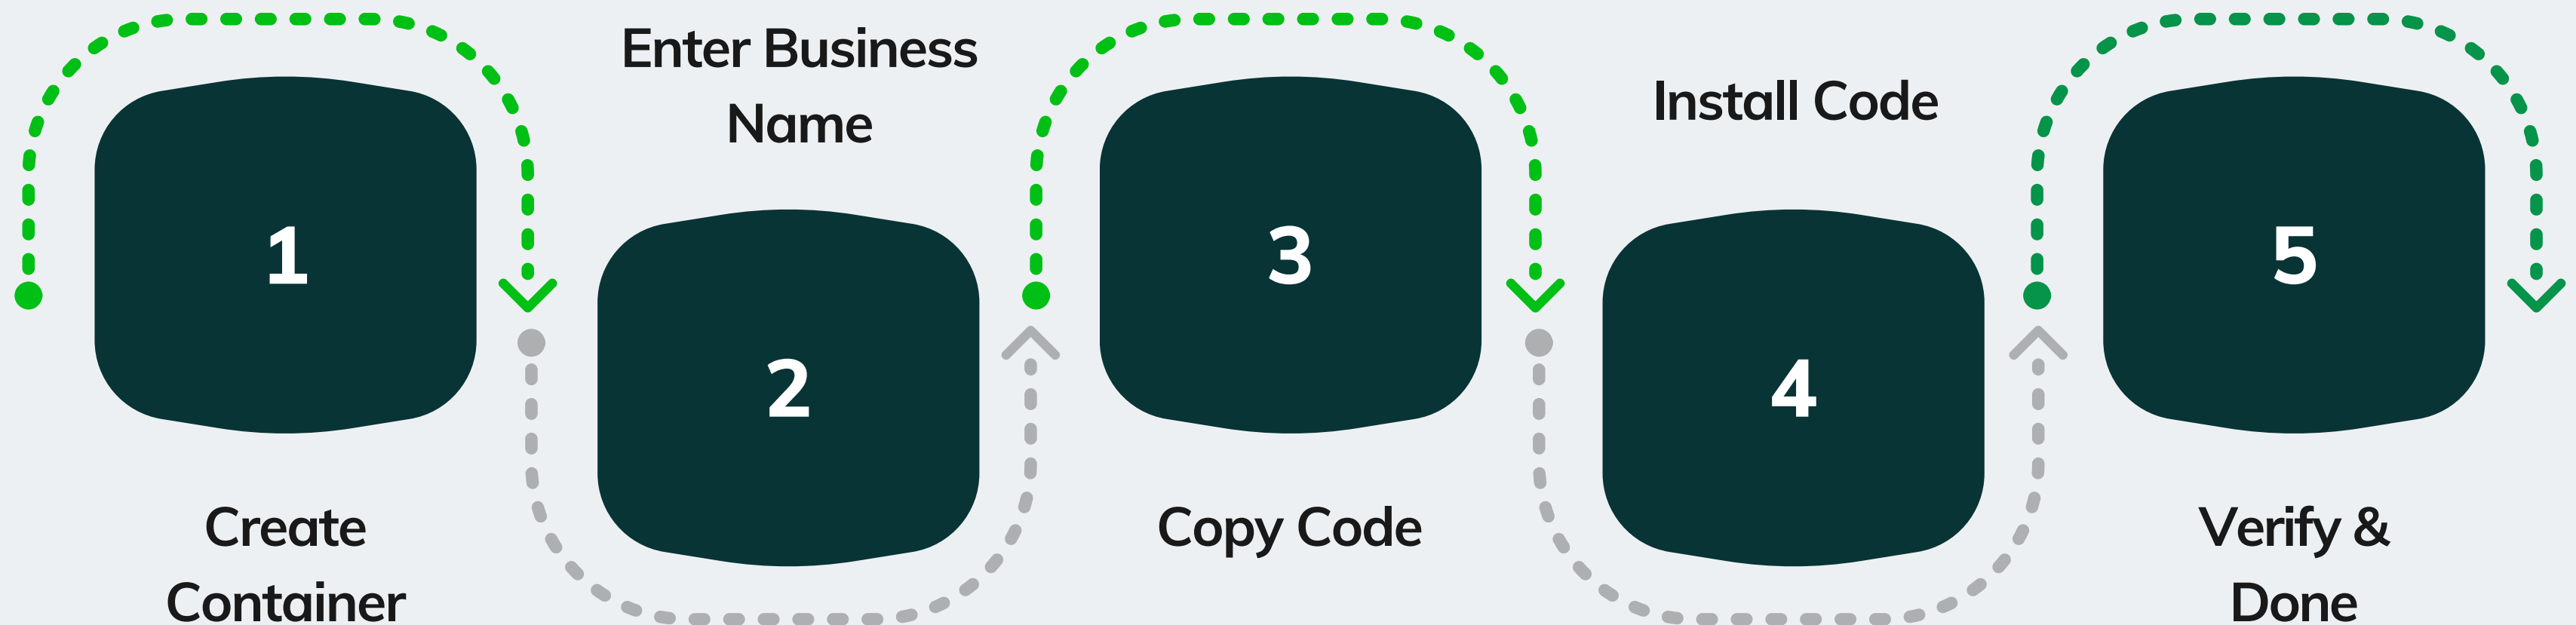 1
Create
Container
Enter Business
Name
2
3
Copy Code
Install Code
4
5
Verify &
Done